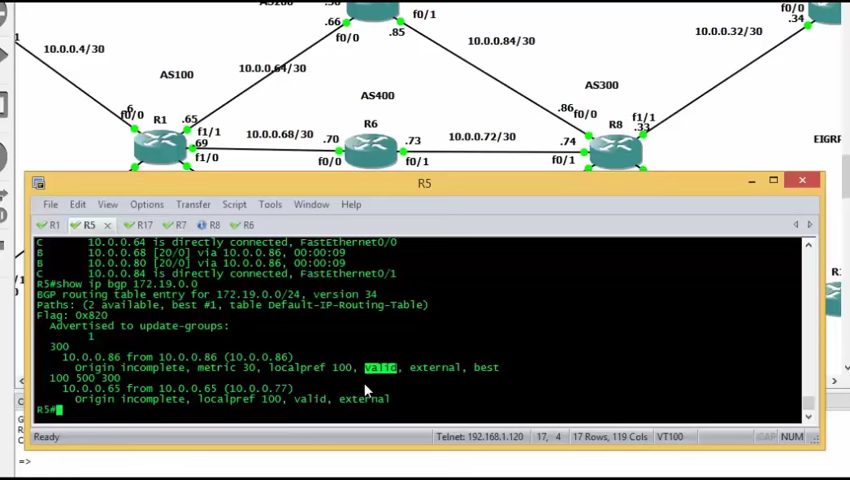 AS200
.66
f0/0
f0/1
.85
10.0.0.84/30
10.0.0.32/30
.34
10.0.0.4/30
10.0.0.64/30
AS100
AS400
AS300
.6
f0/0
R1
.65
f1/1
.69
f1/0
10.0.0.68/30
.70
f0/0
R6
.73
f0/1
10.0.0.72/30
.86
f0/0
f1/1
.33
R8
.74
f0/1
EIGRP
R5
File Edit View Options Transfer Script Tools Window Help
R1 R5 R17 R7 R8 R6
C 10.0.0.64 is directly connected, FastEthernet0/0
B 10.0.0.68 [20/0] via 10.0.0.86, 00:00:09
B 10.0.0.80 [20/0] via 10.0.0.86, 00:00:09
C 10.0.0.84 is directly connected, FastEthernet0/1
R5#show ip bgp 172.19.0.0
BGP routing table entry for 172.19.0.0/24, version 34
Paths: (2 available, best #1, table Default-IP-Routing-Table)
Flag: 0x820
Advertised to update-groups:
1
300
10.0.0.86 from 10.0.0.86 (10.0.0.86)
Origin incomplete, metric 30, localpref 100, valid, external, best
100 500 300
10.0.0.65 from 10.0.0.65 (10.0.0.77)
Origin incomplete, localpref 100, valid, external
R5#
Ready Telnet: 192.168.1.120 17, 4 17 Rows, 119 Cols VT100 CAP NUM
=>